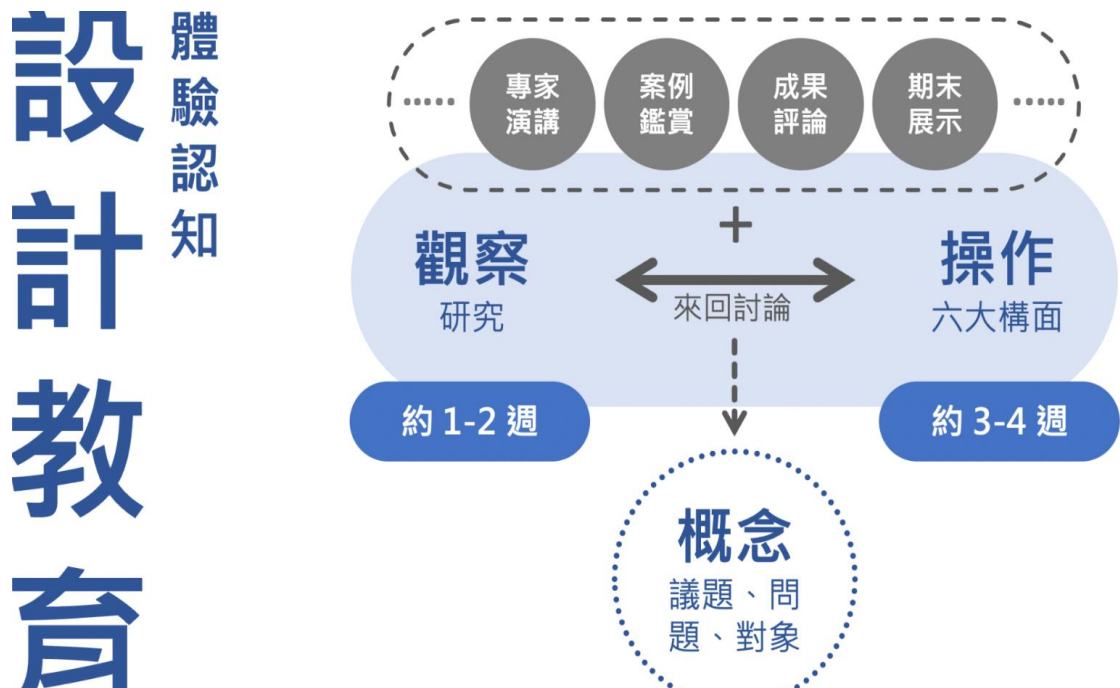 設計教育
體驗認知
專家
演講
案例
鑑賞
成果
評論
期末
展示
+
觀察
研究
來回討論
操作
六大構面
約 1-2 週
約 3-4 週
概念
議題、問
題、對象